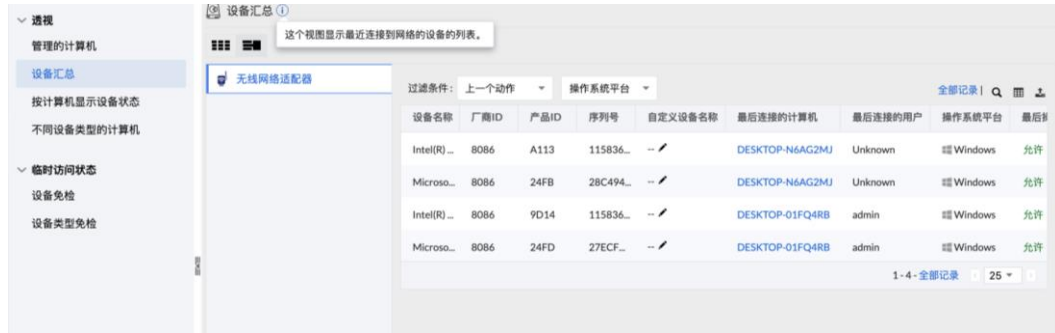 透视
管理的计算机
设备汇总
按计算机显示设备状态
不同设备类型的计算机
临时访问状态
设备免检
设备类型免检
设备汇总
这个视图显示最近连接到网络的设备的列表。
无线网络适配器
过滤条件: 上一个动作 操作系统平台
全部记录|
设备名称 厂商ID 产品ID 序列号 自定义设备名称 最后连接的计算机 最后连接的用户 操作系统平台
Intel(R) ... 8086 A113 115836... -- DESKTOP-N6AG2MJ Unknown Windows 允许
Microso... 8086 24FB 28C494... -- DESKTOP-N6AG2MJ Unknown Windows 允许
Intel(R) ... 8086 9D14 115836... -- DESKTOP-01FQ4RB admin Windows 允许
Microso... 8086 24FD 27ECF... -- DESKTOP-01FQ4RB admin Windows 允许
1 - 4 - 全部记录 25